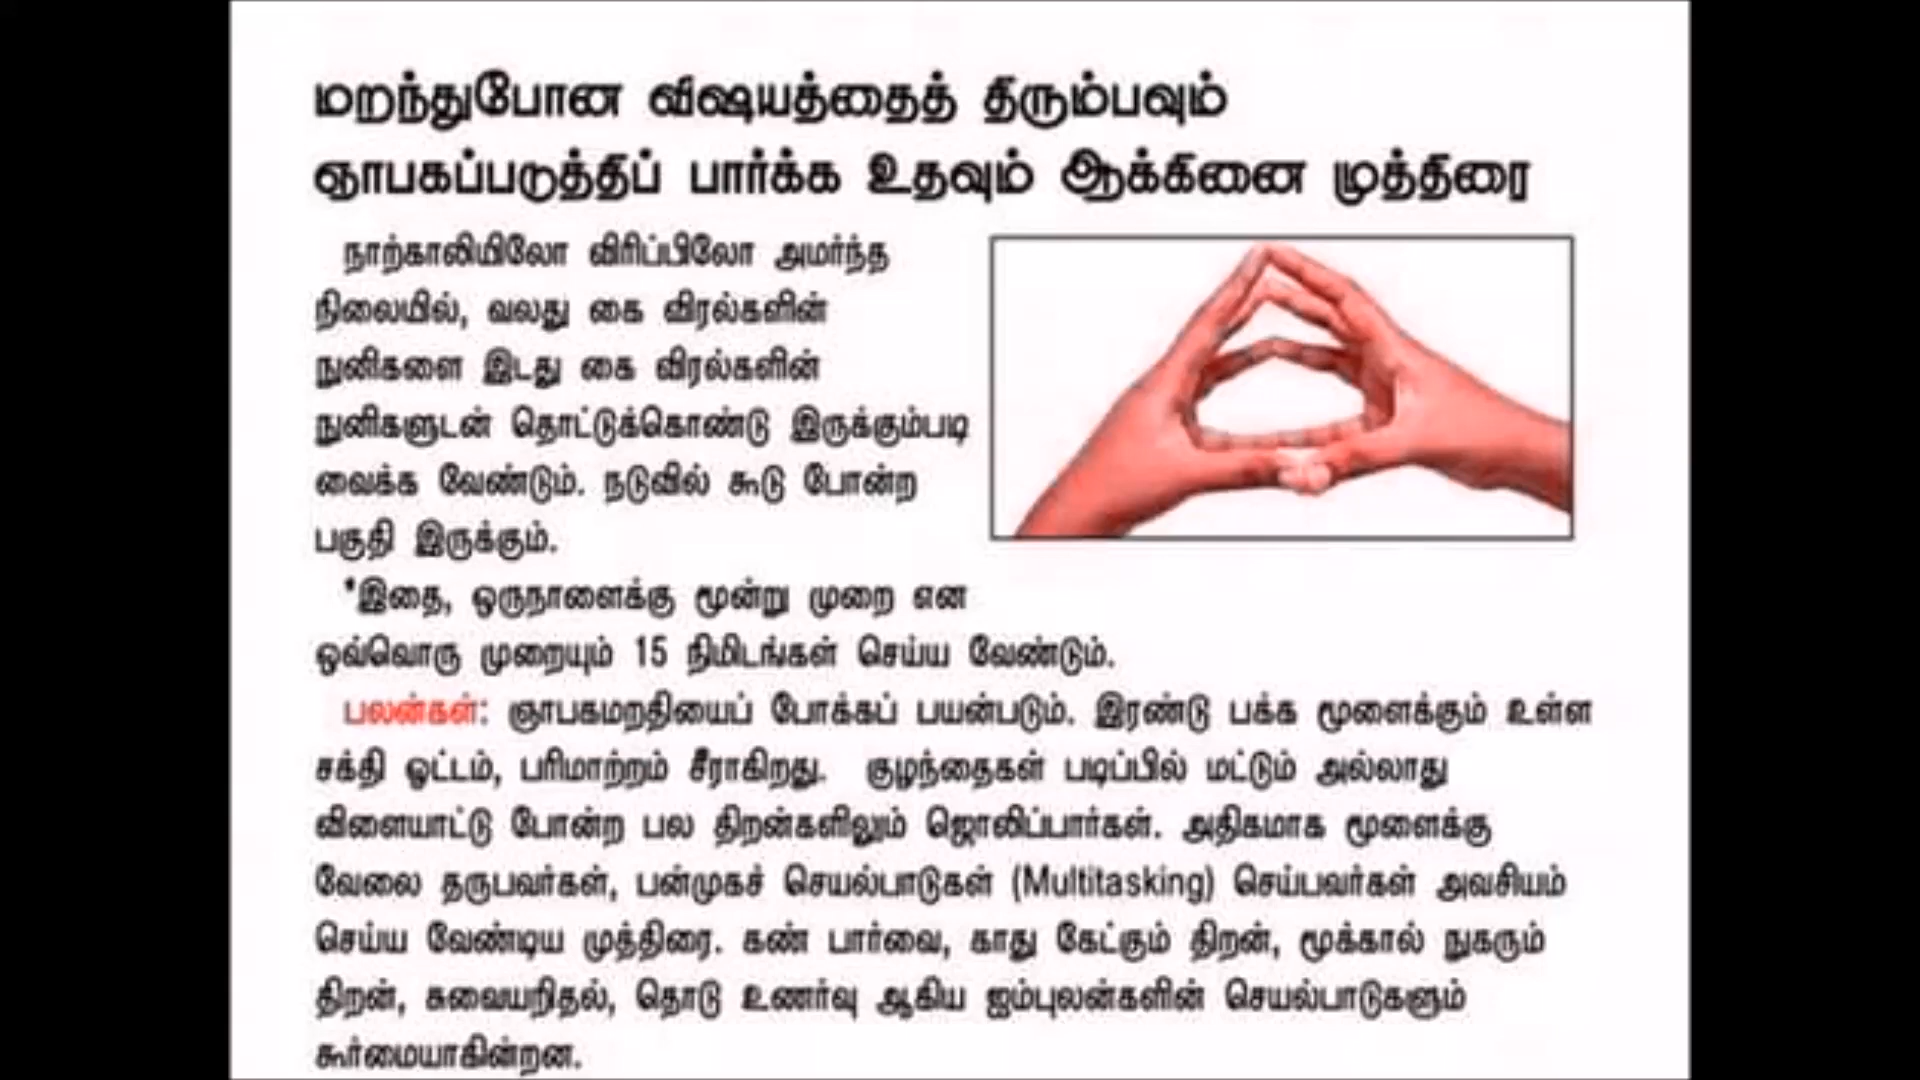 மறந்துபோன விஷயத்தைத் திரும்பவும்
ஞாபகப்படுத்திப் பார்க்க உதவும் ஆக்கினை முத்திரை
நாற்காலியிலோ விரிப்பிலோ அமர்ந்த
நிலையில், வலது கை விரல்களின்
நுனிகளை இடது கை விரல்களின்
நுனிகளுடன் தொட்டுக்கொண்டு இருக்கும்படி
வைக்க வேண்டும். நடுவில் கூடு போன்ற
பகுதி இருக்கும்.
*இதை, ஒருநாளைக்கு மூன்று முறை என
ஒவ்வொரு முறையும் 15 நிமிடங்கள் செய்ய வேண்டும்.
பலன்கள்: ஞாபகமறதியைப் போக்கப் பயன்படும். இரண்டு பக்க மூளைக்கும் உள்ள
சக்தி ஓட்டம், பரிமாற்றம் சீராகிறது. குழந்தைகள் படிப்பில் மட்டும் அல்லாது
விளையாட்டு போன்ற பல திறன்களிலும் ஜொலிப்பார்கள். அதிகமாக மூளைக்கு
வேலை தருபவர்கள், பன்முகச் செயல்பாடுகள் (Multitasking) செய்பவர்கள் அவசியம்
செய்ய வேண்டிய முத்திரை. கண் பார்வை, காது கேட்கும் திறன், மூக்கால் நுகரும்
திறன், சுவையறிதல், தொடு உணர்வு ஆகிய ஐம்புலன்களின் செயல்பாடுகளும்
கூர்மையாகின்றன.